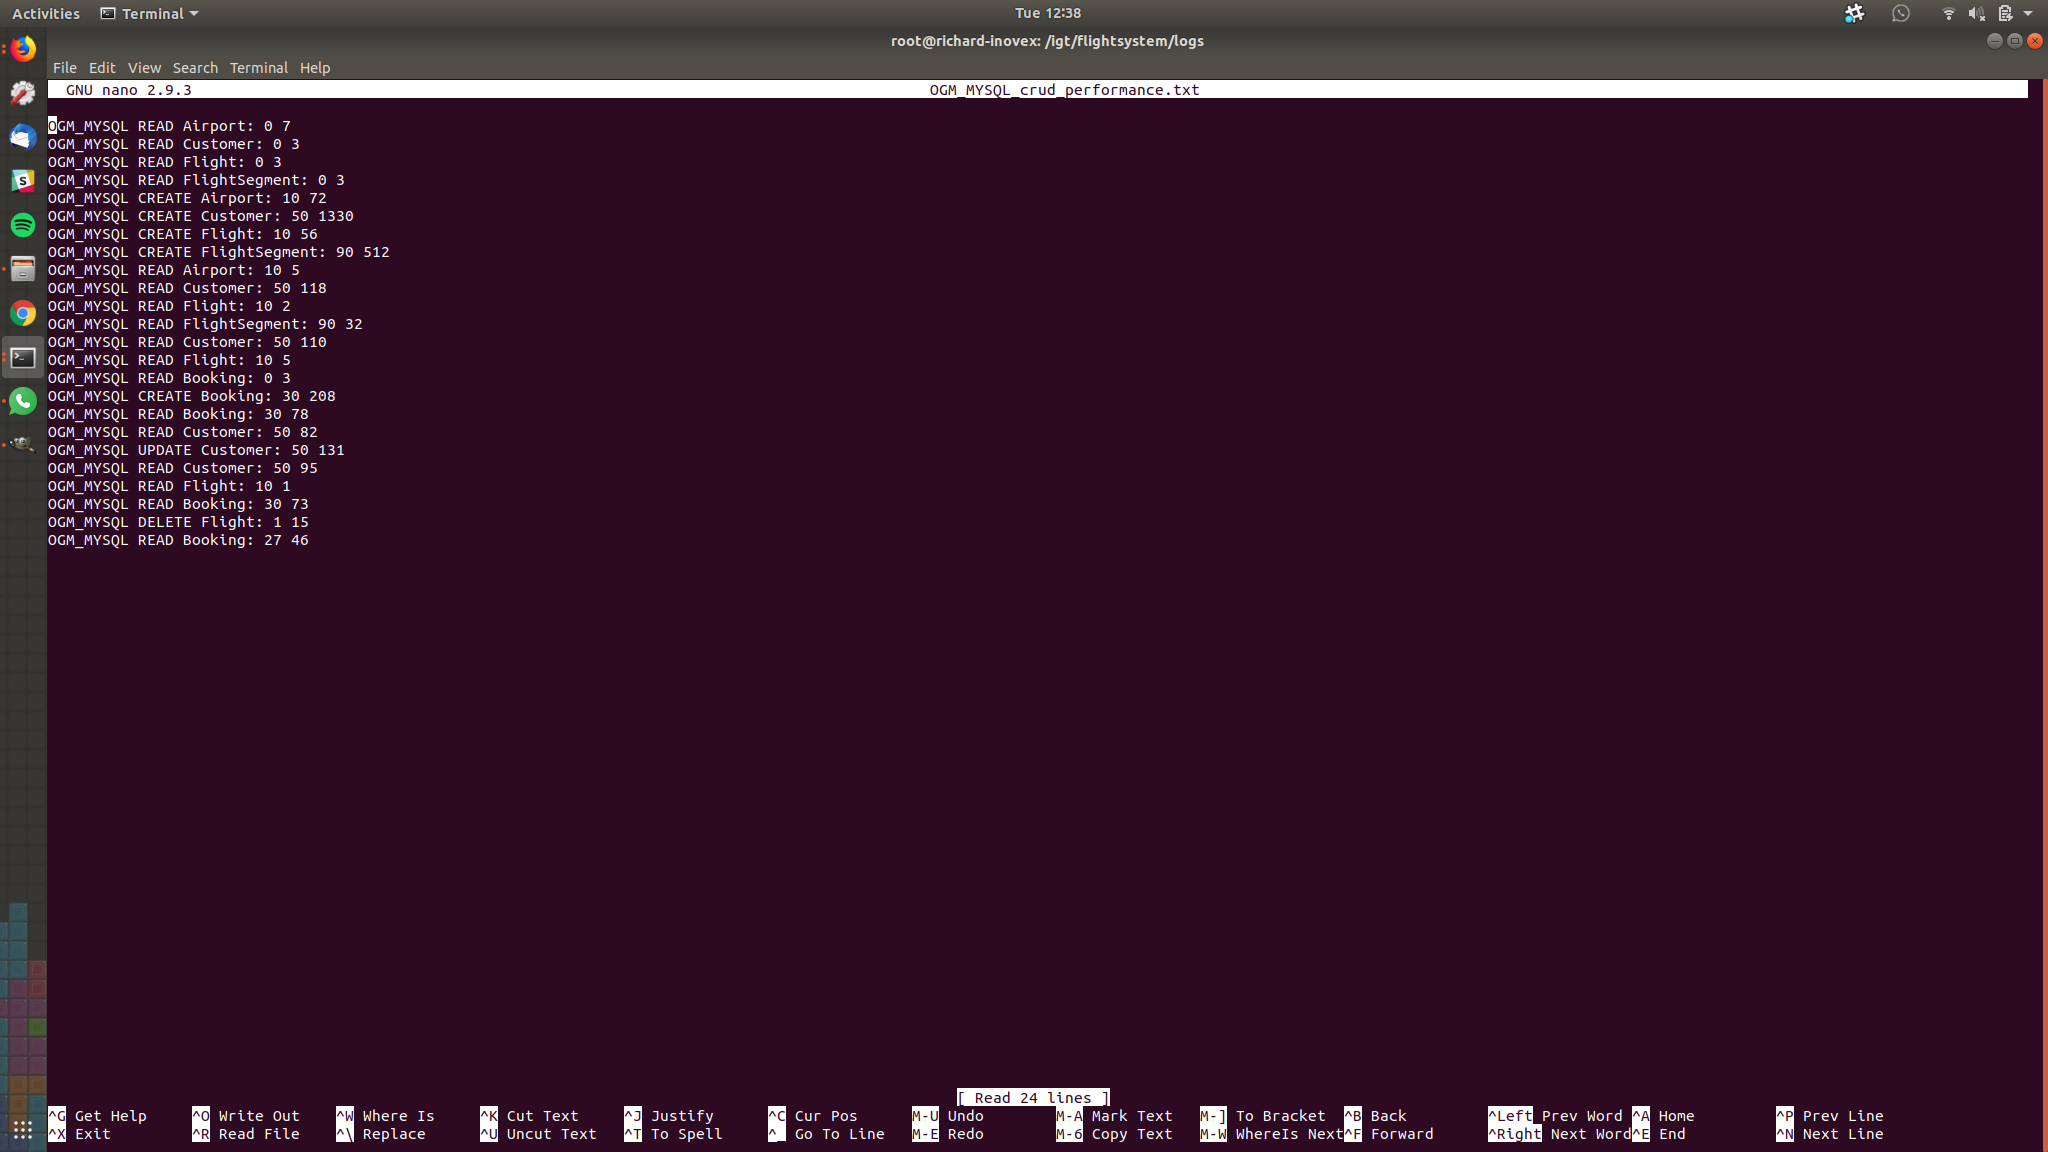 Activities Terminal Tue 12:38
root@richard-inovex: /igt/flightsystem/logs
File Edit View Search Terminal Help
GNU nano 2.9.3 OGM_MYSQL_crud_performance.txt
OGM_MYSQL READ Airport: 0 7
OGM_MYSQL READ Customer: 0 3
OGM_MYSQL READ Flight: 0 3
OGM_MYSQL READ FlightSegment: 0 3
OGM_MYSQL CREATE Airport: 10 72
OGM_MYSQL CREATE Customer: 50 1330
OGM_MYSQL CREATE Flight: 10 56
OGM_MYSQL CREATE FlightSegment: 90 512
OGM_MYSQL READ Airport: 10 5
OGM_MYSQL READ Customer: 50 118
OGM_MYSQL READ Flight: 10 2
OGM_MYSQL READ FlightSegment: 90 32
OGM_MYSQL READ Customer: 50 110
OGM_MYSQL READ Flight: 10 5
OGM_MYSQL READ Booking: 0 3
OGM_MYSQL CREATE Booking: 30 208
OGM_MYSQL READ Booking: 30 78
OGM_MYSQL READ Customer: 50 82
OGM_MYSQL UPDATE Customer: 50 131
OGM_MYSQL READ Customer: 50 95
OGM_MYSQL READ Flight: 10 1
OGM_MYSQL READ Booking: 30 73
OGM_MYSQL DELETE Flight: 1 15
OGM_MYSQL READ Booking: 27 46
[ Read 24 lines ]
^G Get Help ^O Write Out ^W Where Is ^K Cut Text ^J Justify ^C Cur Pos M-U Undo M-A Mark Text M-] To Bracket ^B Back ^Left Prev Word ^A Home ^P Prev Line
^X Exit ^R Read File ^\ Replace ^U Uncut Text ^T To Spell ^_ Go To Line M-E Redo M-6 Copy Text M-W WhereIs Next ^F Forward ^Right Next Word ^E End ^N Next Line